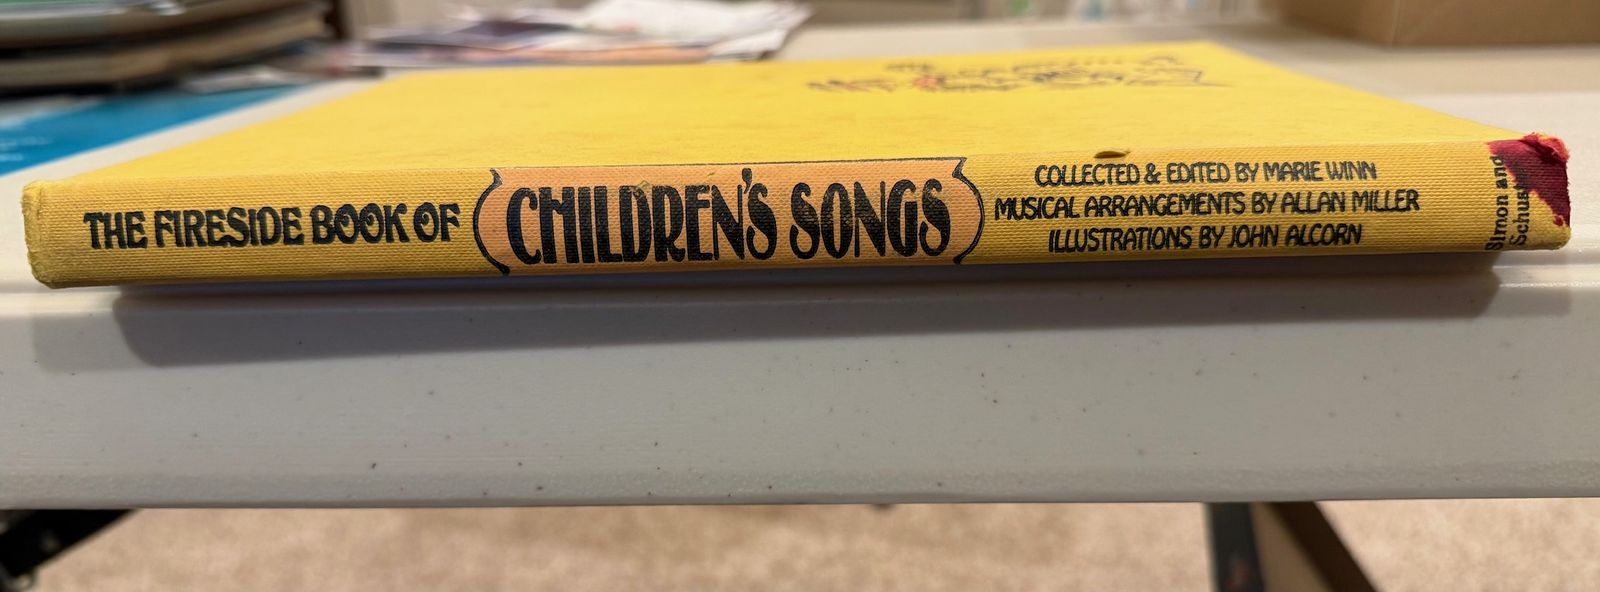 THE FIRESIDE BOOK OF
CHILDREN'S SONGS
COLLECTED & EDITED BY MARIE WINN
MUSICAL ARRANGEMENTS BY ALLAN MILLER
ILLUSTRATIONS BY JOHN ALCORN
Simon and